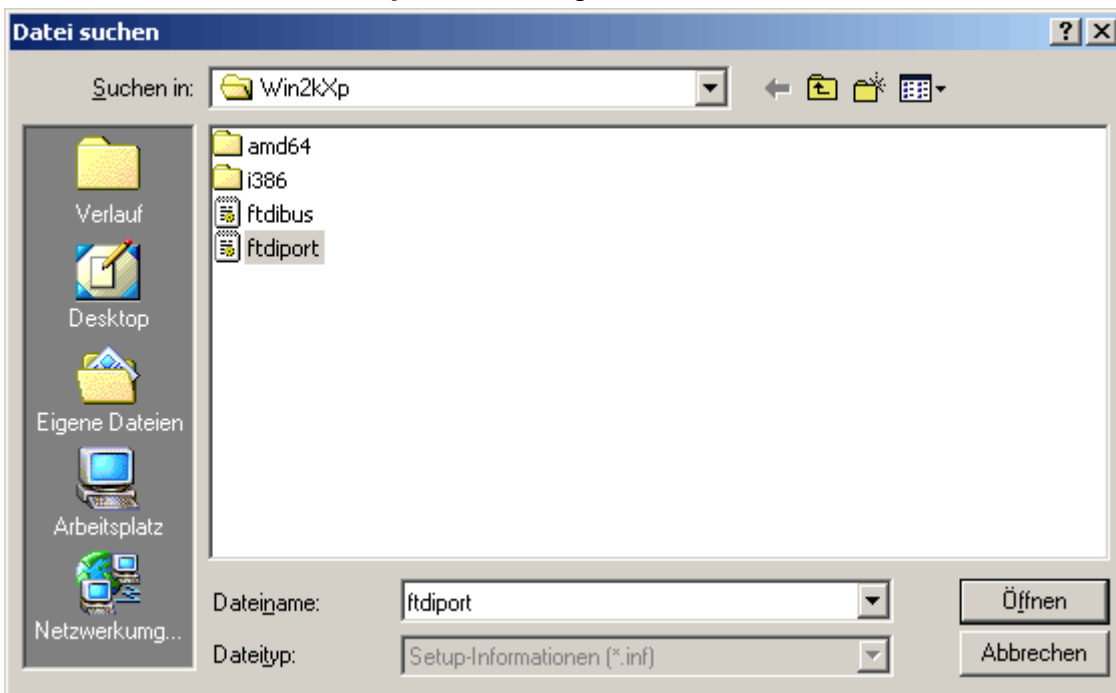 Datei suchen
Suchen in:
Win2kXp
amd64
i386
ftdibus
ftdiport
Verlauf
Desktop
Eigene Dateien
Arbeitsplatz
Netzwerkumg...
Dateiname:
ftdiport
Öffnen
Dateityp:
Setup-Informationen (*.inf)
Abbrechen